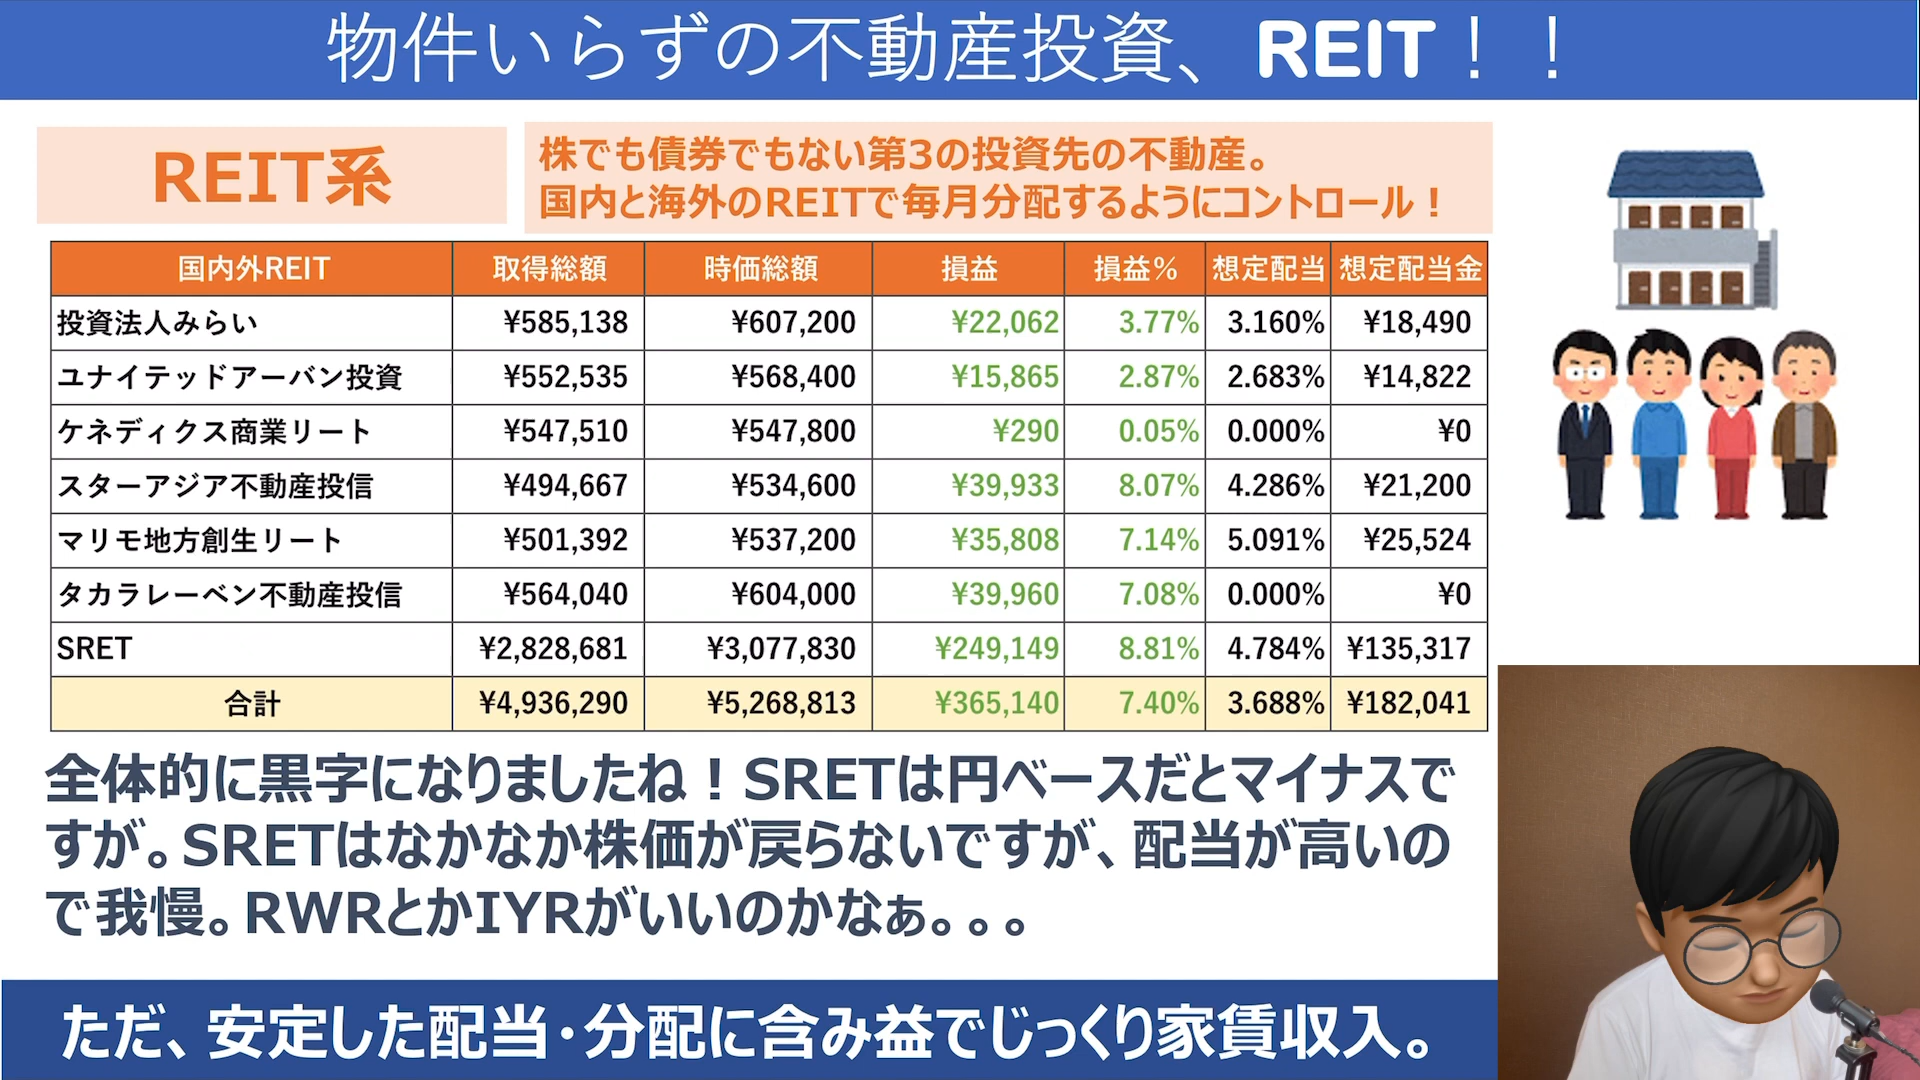 物件いらずの不動産投資、REIT！！
REIT系
株でも債券でもない第3の投資先の不動産。
国内と海外のREITで毎月分配するようにコントロール！
国内外REIT 取得総額 時価総額 損益 損益% 想定配当 想定配当金
投資法人みらい ¥585,138 ¥607,200 ¥22,062 3.77% 3.160% ¥18,490
ユナイテッドアーバン投資 ¥552,535 ¥568,400 ¥15,865 2.87% 2.683% ¥14,822
ケネディクス商業リート ¥547,510 ¥547,800 ¥290 0.05% 0.000% ¥0
スターアジア不動産投信 ¥494,667 ¥534,600 ¥39,933 8.07% 4.286% ¥21,200
マリモ地方創生リート ¥501,392 ¥537,200 ¥35,808 7.14% 5.091% ¥25,524
タカラレーベン不動産投信 ¥564,040 ¥604,000 ¥39,960 7.08% 0.000% ¥0
SRET ¥2,828,681 ¥3,077,830 ¥249,149 8.81% 4.784% ¥135,317
合計 ¥4,936,290 ¥5,268,813 ¥365,140 7.40% 3.688% ¥182,041
全体的に黒字になりましたね！SRETは円ベースだとマイナスで
すが。SRETはなかなか株価が戻らないですが、配当が高いの
で我慢。RWRとかIYRがいいのかなぁ。。。
ただ、安定した配当・分配に含み益でじっくり家賃収入。